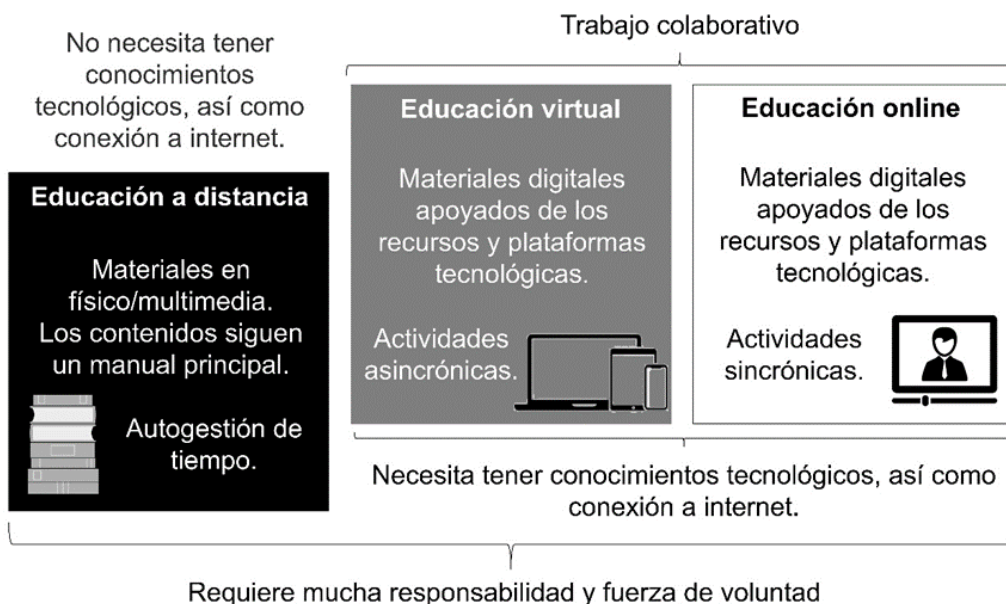 No necesita tener
conocimientos
tecnológicos, así como
conexión a internet.
Educación a distancia
Materiales en
físico/multimedia.
Los contenidos siguen
un manual principal.
Autogestión de
tiempo.
Trabajo colaborativo
Educación virtual
Materiales digitales
apoyados de los
recursos y plataformas
tecnológicas.
Actividades
asincrónicas.
Educación online
Materiales digitales
apoyados de los
recursos y plataformas
tecnológicas.
Actividades
sincrónicas.
Necesita tener conocimientos tecnológicos, así como
conexión a internet.
Requiere mucha responsabilidad y fuerza de voluntad